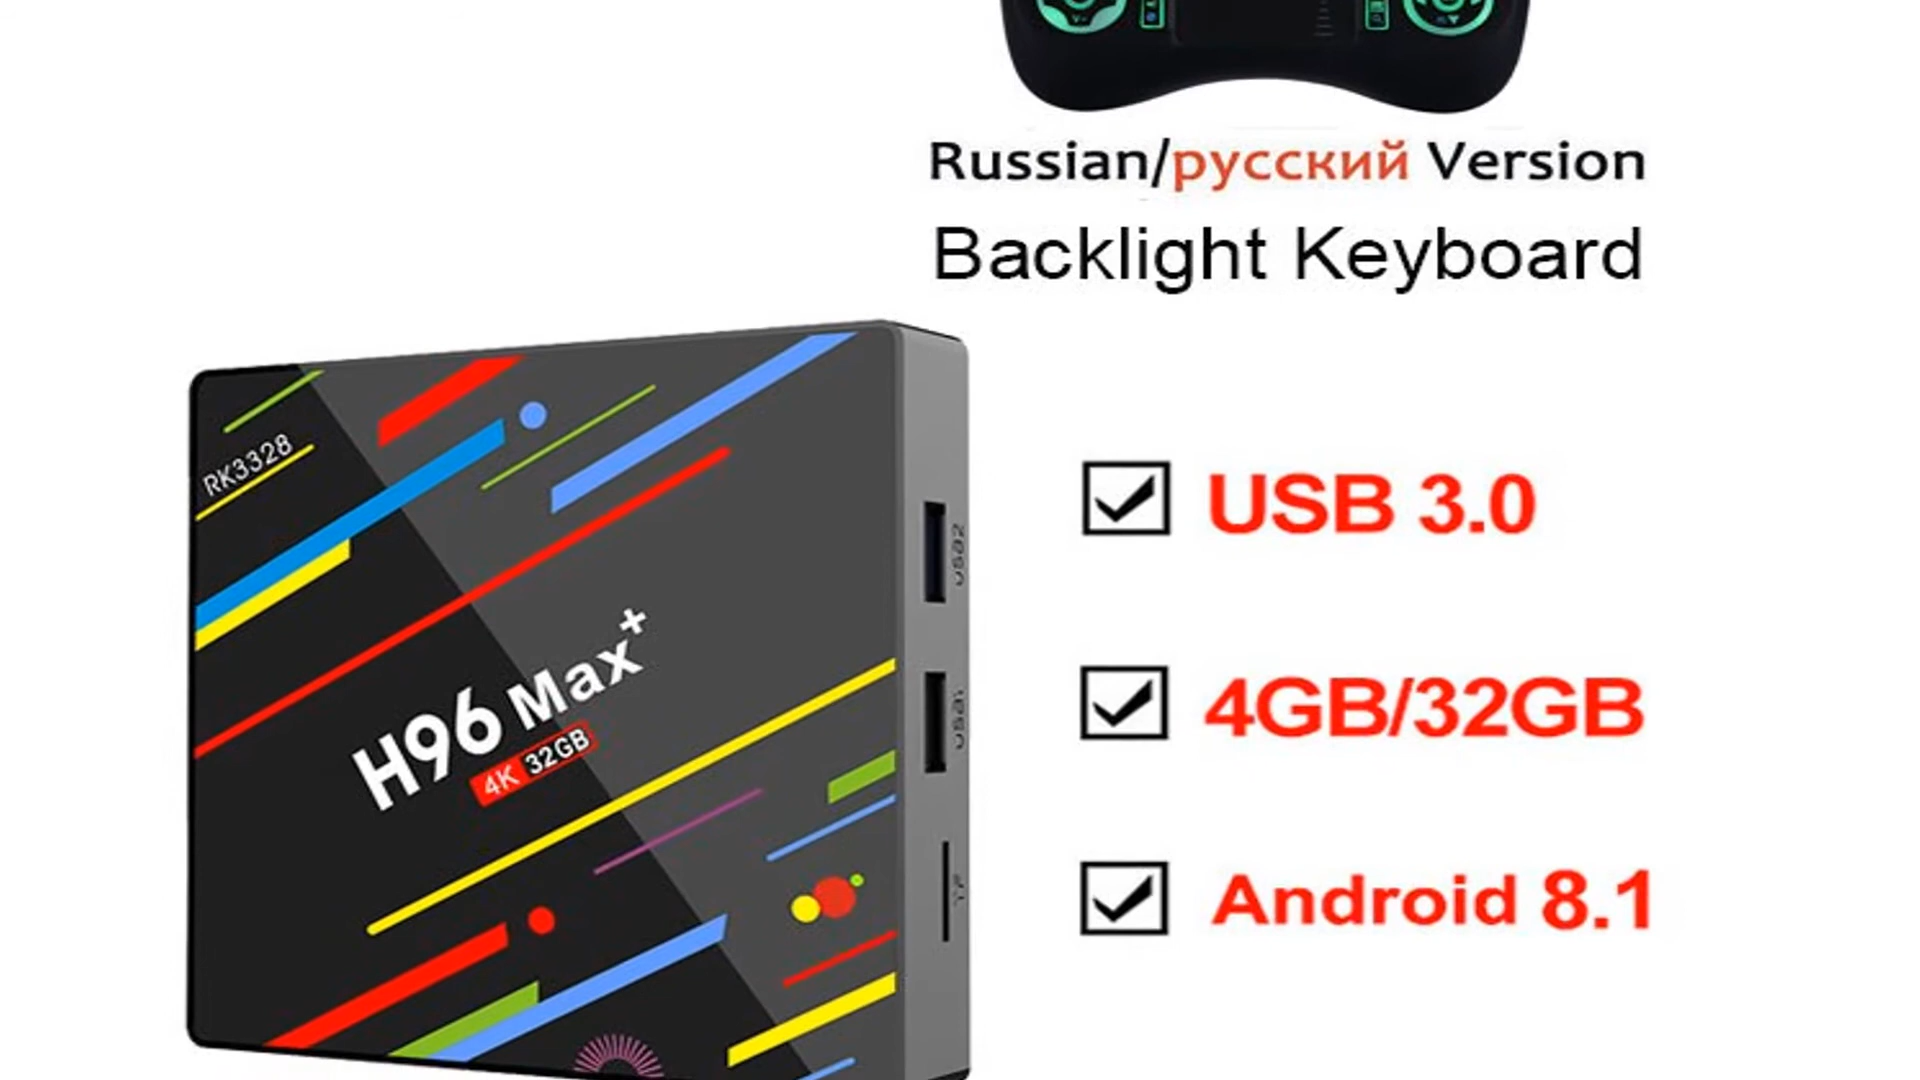 Russian/русский Version
Backlight Keyboard
RK3328
H96 Max+
4K 32GB
USB2
USB1
TF
USB 3.0
4GB/32GB
Android 8.1